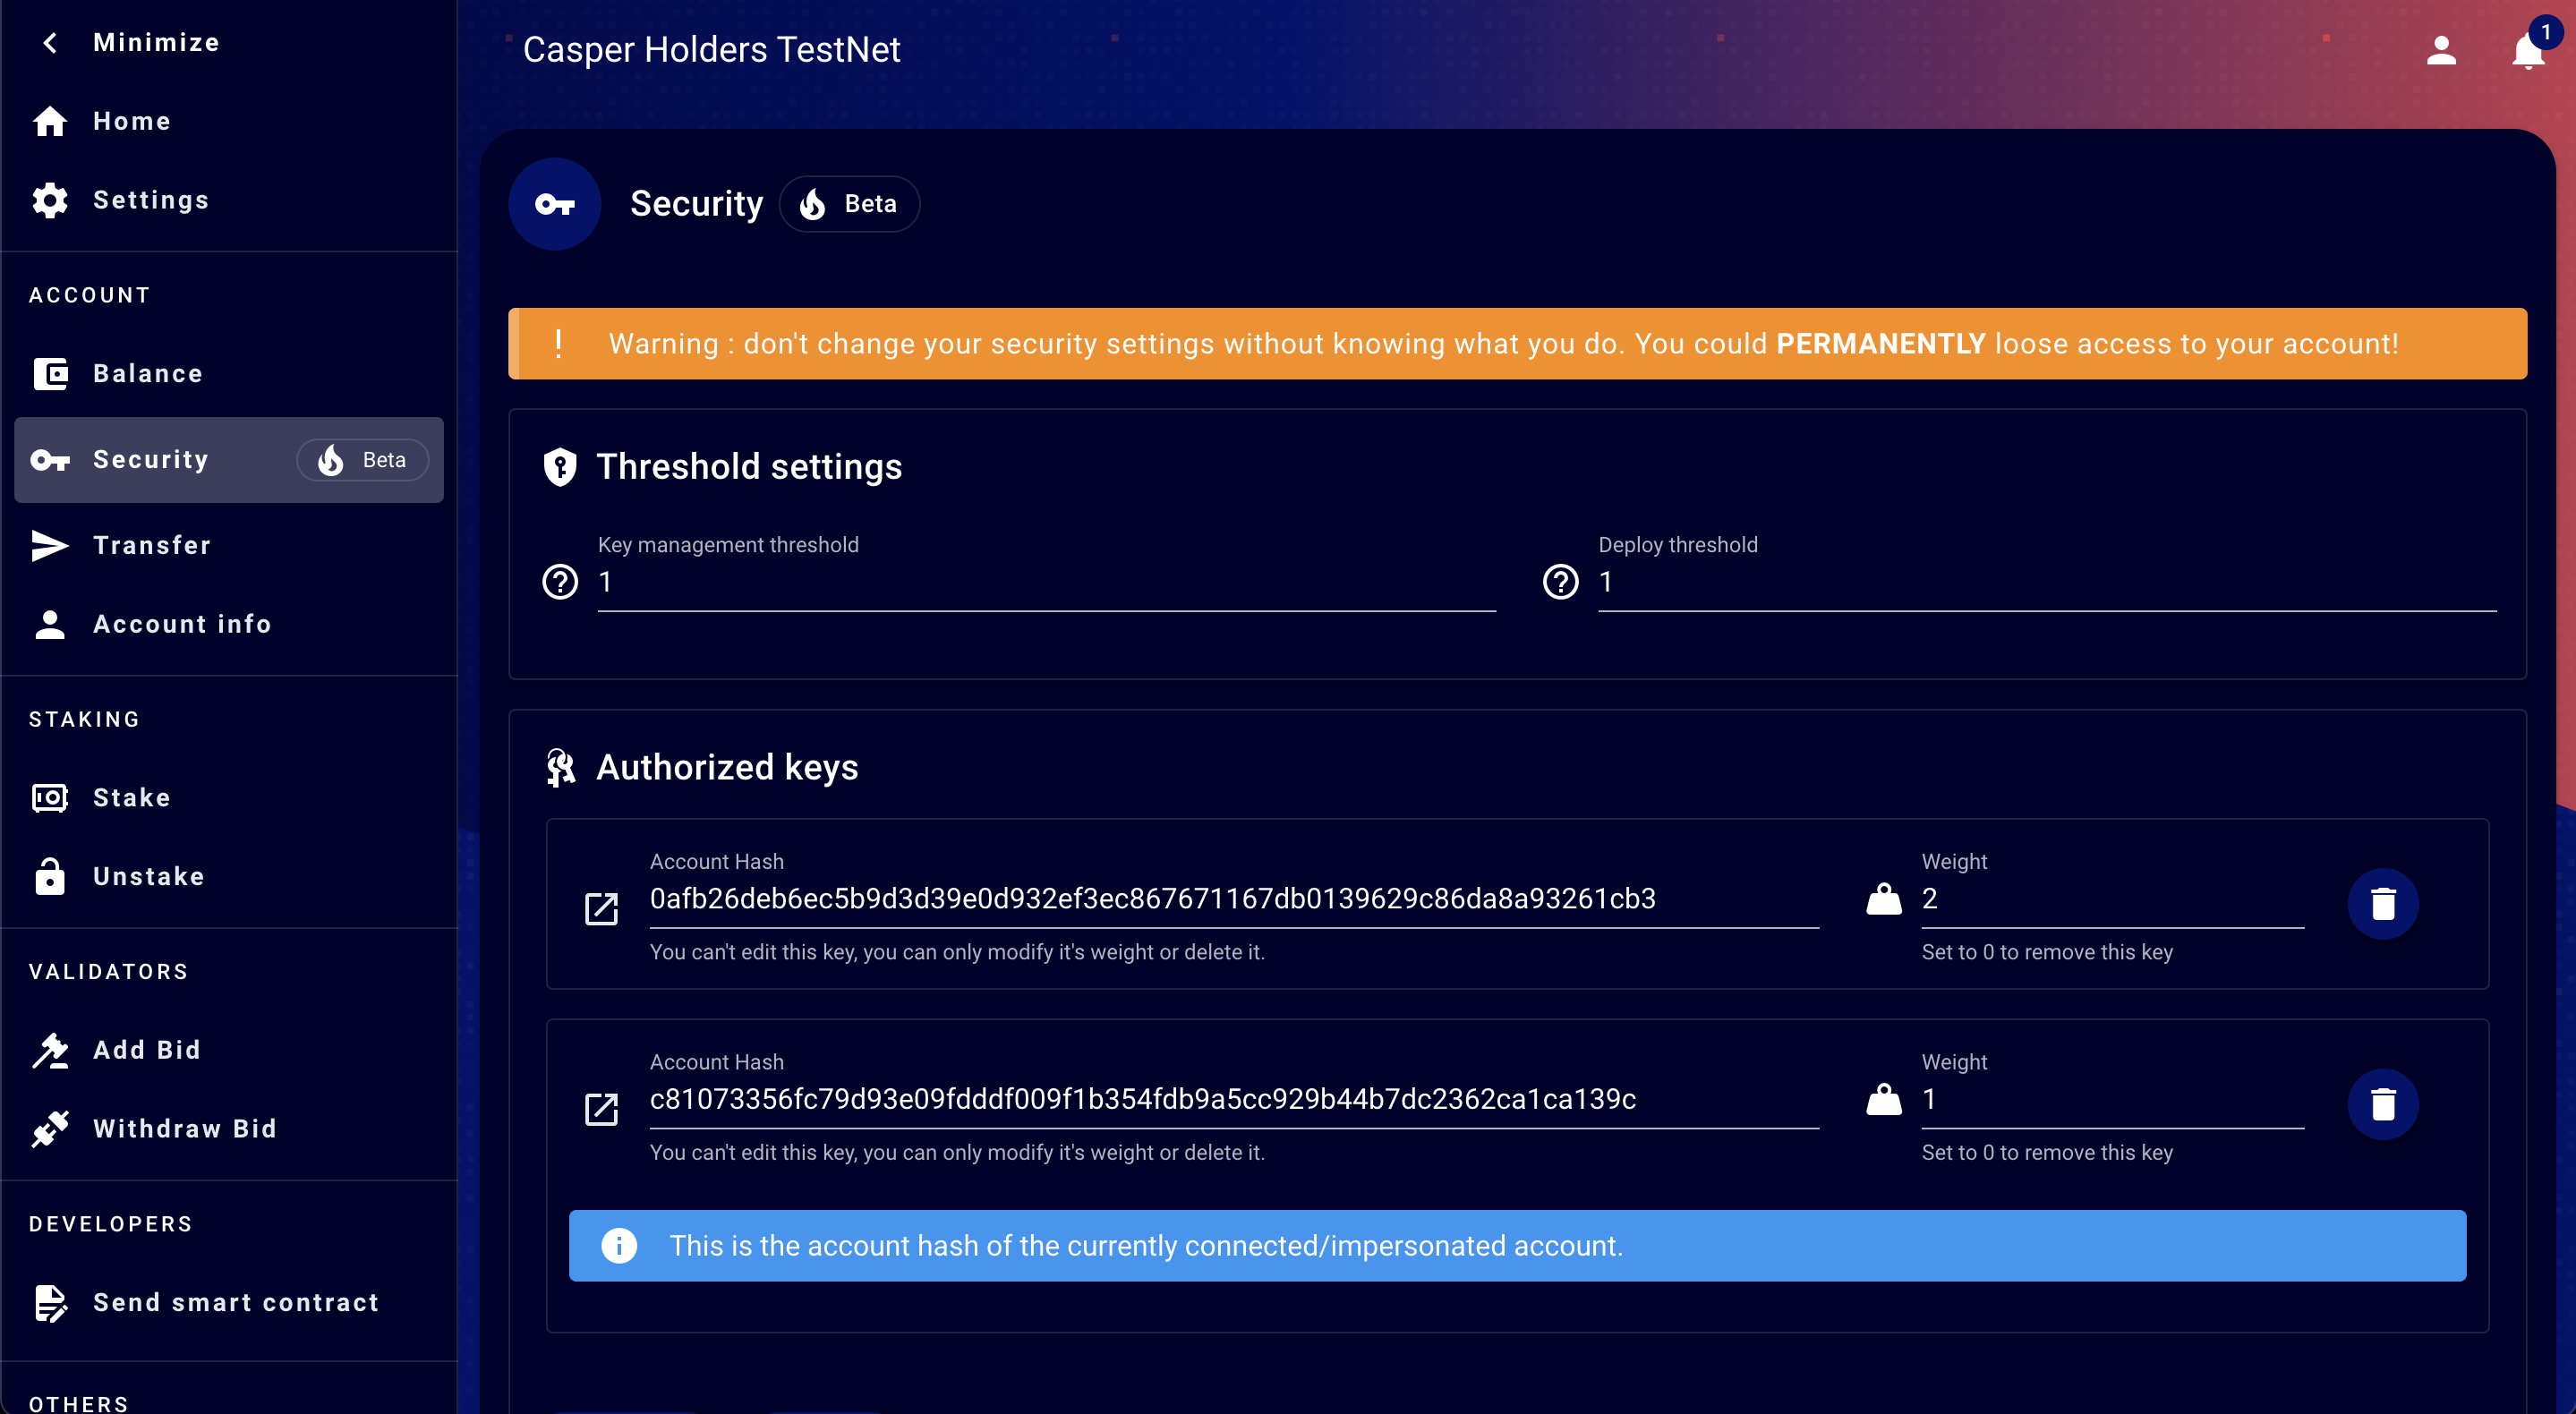 Minimize
Home
Settings
ACCOUNT
Balance
Security Beta
Transfer
Account info
STAKING
Stake
Unstake
VALIDATORS
Add Bid
Withdraw Bid
DEVELOPERS
Send smart contract
OTHERS
Casper Holders TestNet
1
Security Beta
! Warning : don't change your security settings without knowing what you do. You could PERMANENTLY loose access to your account!
Threshold settings
Key management threshold
1
Deploy threshold
1
Authorized keys
Account Hash
0afb26deb6ec5b9d3d39e0d932ef3ec867671167db0139629c86da8a93261cb3
You can't edit this key, you can only modify it's weight or delete it.
Weight
2
Set to 0 to remove this key
Account Hash
c81073356fc79d93e09fdddf009f1b354fdb9a5cc929b44b7dc2362ca1ca139c
You can't edit this key, you can only modify it's weight or delete it.
Weight
1
Set to 0 to remove this key
This is the account hash of the currently connected/impersonated account.